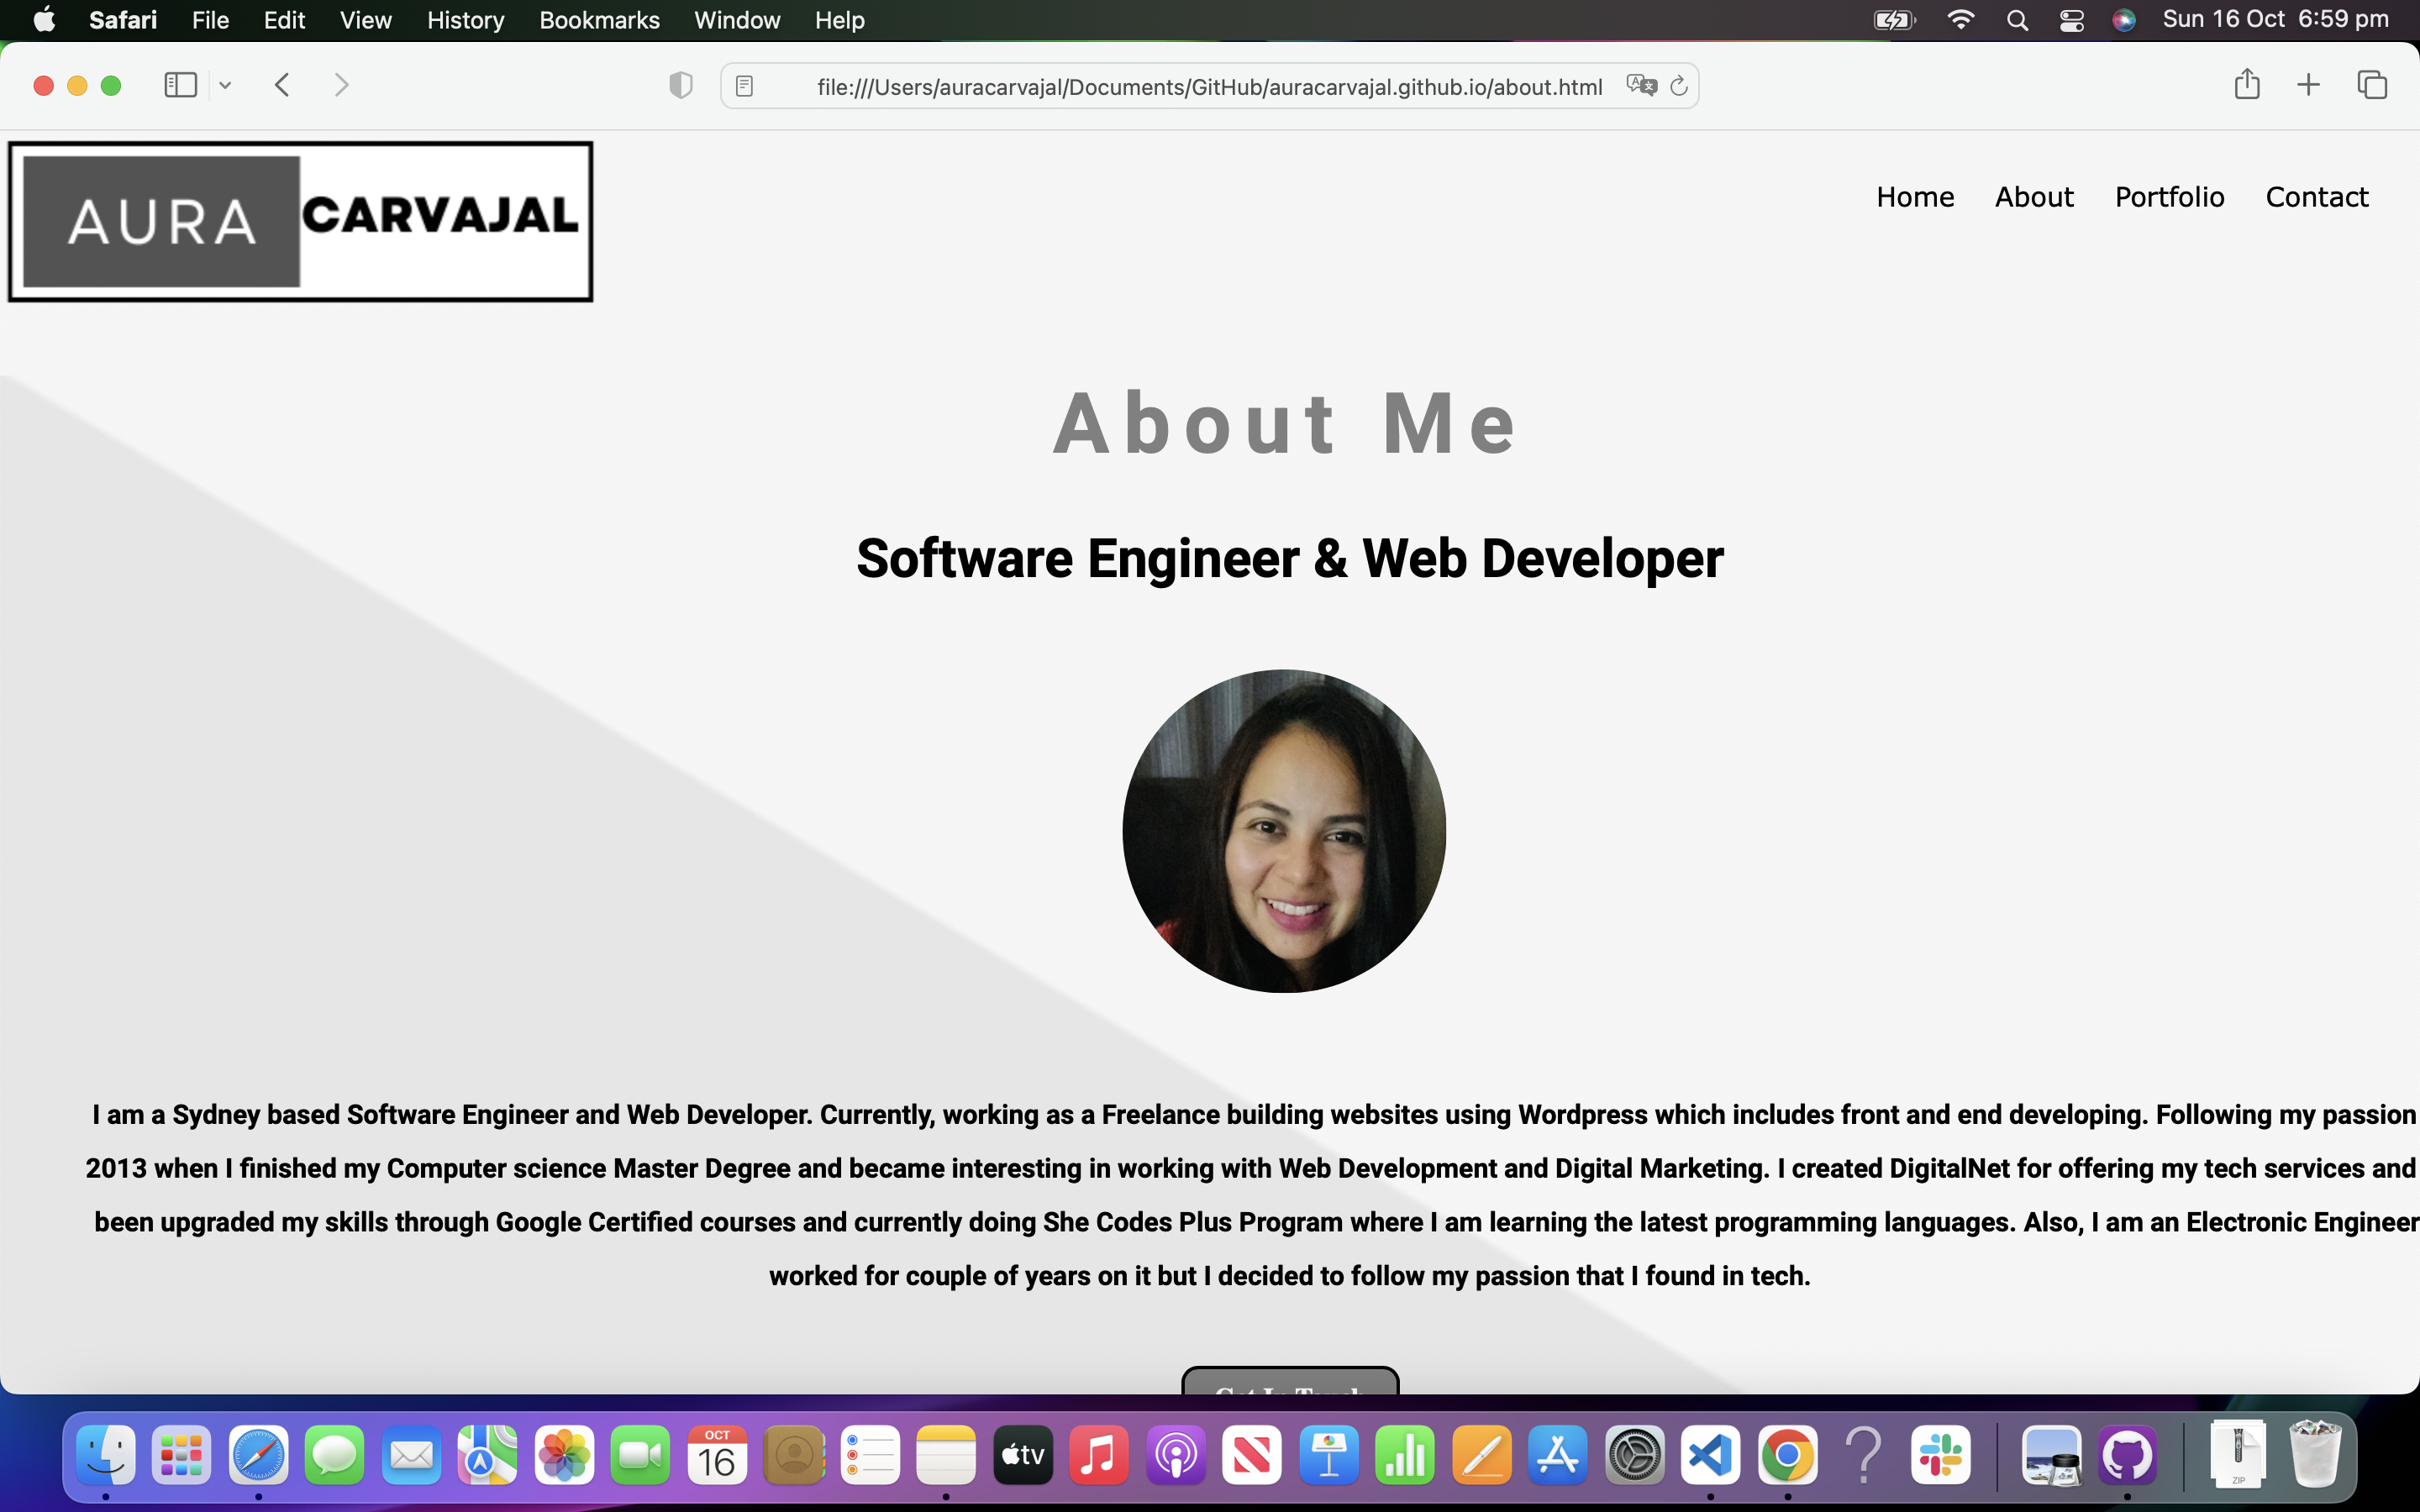 Safari File Edit View History Bookmarks Window Help Sun 16 Oct 6:59 pm
file:///Users/auracarvajal/Documents/GitHub/auracarvajal.github.io/about.html
AURA CARVAJAL
Home About Portfolio Contact
About Me
Software Engineer & Web Developer
I am a Sydney based Software Engineer and Web Developer. Currently, working as a Freelance building websites using Wordpress which includes front and end developing. Following my passion
2013 when I finished my Computer science Master Degree and became interesting in working with Web Development and Digital Marketing. I created DigitalNet for offering my tech services and
been upgraded my skills through Google Certified courses and currently doing She Codes Plus Program where I am learning the latest programming languages. Also, I am an Electronic Engineer
worked for couple of years on it but I decided to follow my passion that I found in tech.
Get In Touch
OCT
16
tv
ZIP